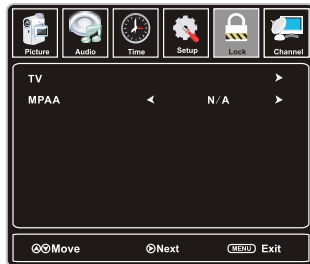 Picture Audio Time Setup Lock Channel
TV
MPAA N/A
Move Next MENU Exit